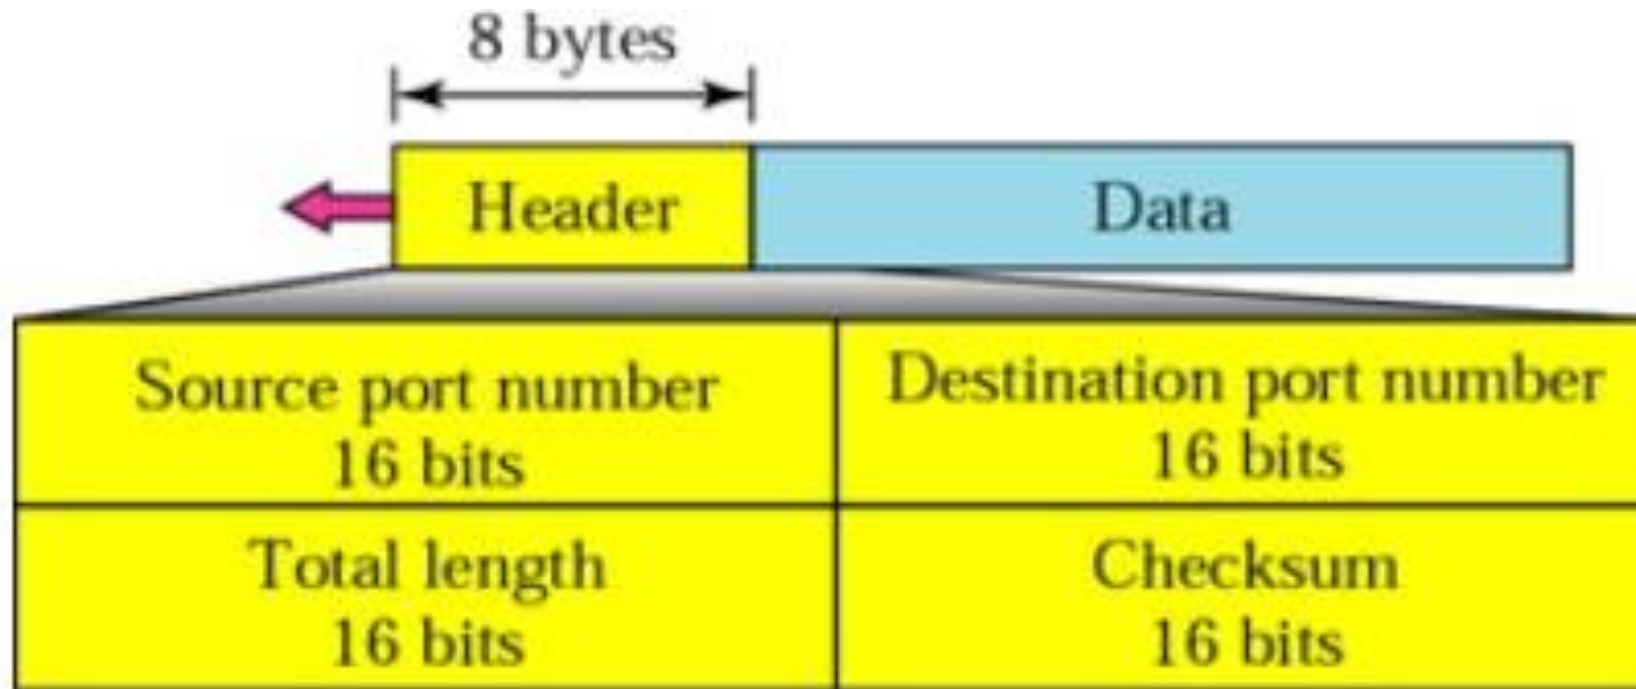 8 bytes
Header
Data
Source port number
16 bits
Destination port number
16 bits
Total length
16 bits
Checksum
16 bits